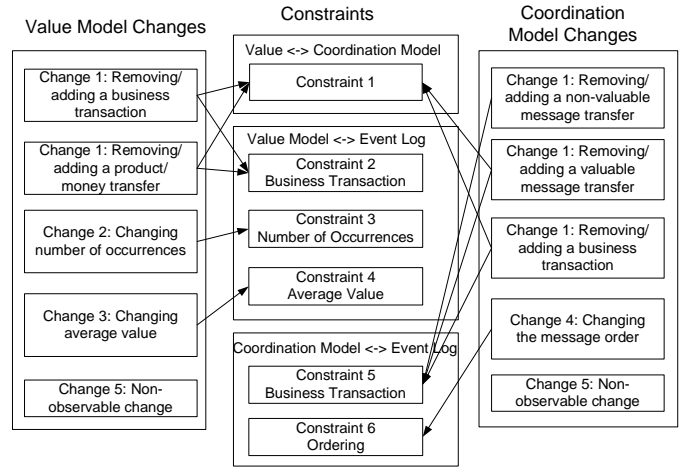 Value Model Changes
Change 1: Removing/
adding a business
transaction
Change 1: Removing/
adding a product/
money transfer
Change 2: Changing
number of occurrences
Change 3: Changing
average value
Change 5: Non-
observable change
Constraints
Value <-> Coordination Model
Constraint 1
Value Model <-> Event Log
Constraint 2
Business Transaction
Constraint 3
Number of Occurrences
Constraint 4
Average Value
Coordination Model <-> Event Log
Constraint 5
Business Transaction
Constraint 6
Ordering
Coordination
Model Changes
Change 1: Removing/
adding a non-valuable
message transfer
Change 1: Removing/
adding a valuable
message transfer
Change 1: Removing/
adding a business
transaction
Change 4: Changing
the message order
Change 5: Non-
observable change